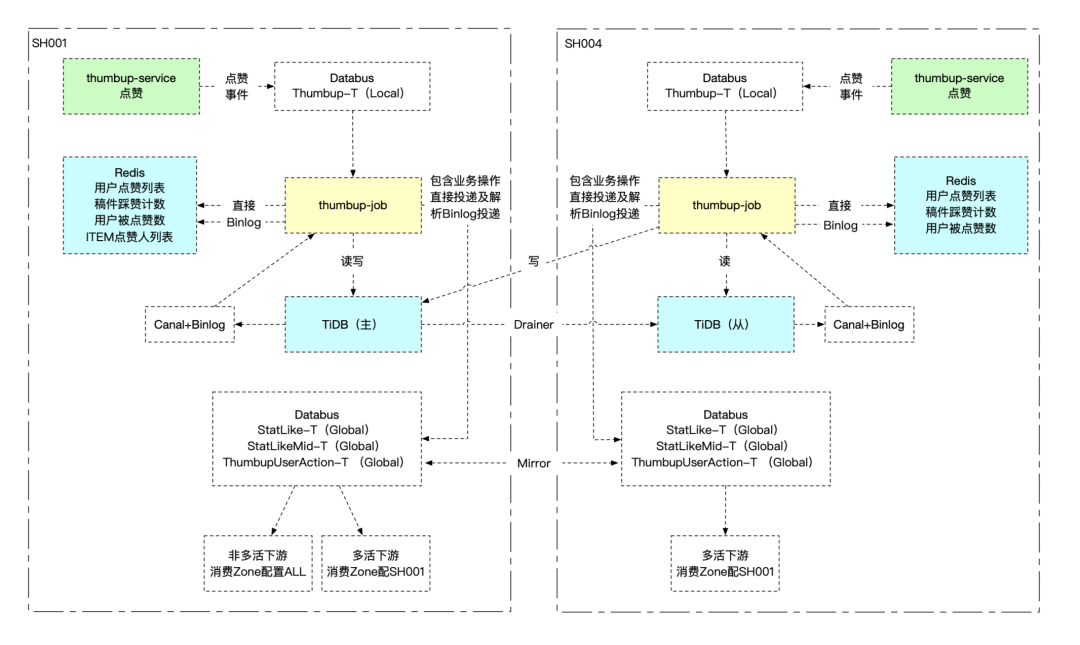 SH001
thumbup-service
点赞
点赞
事件
Databus
Thumbup-T（Local）
Redis
用户点赞列表
稿件踩赞计数
用户被点赞数
ITEM点赞人列表
直接
Binlog
thumbup-job
包含业务操作
直接投递及解
析Binlog投递
读写
Canal+Binlog
TiDB（主）
Databus
StatLike-T（Global）
StatLikeMid-T（Global）
ThumbupUserAction-T （Global）
非多活下游
消费Zone配置ALL
多活下游
消费Zone配SH001
写
Drainer
Mirror
SH004
Databus
Thumbup-T（Local）
点赞
事件
thumbup-service
点赞
包含业务操作
直接投递及解
析Binlog投递
thumbup-job
直接
Binlog
Redis
用户点赞列表
稿件踩赞计数
用户被点赞数
读
TiDB（从）
Canal+Binlog
Databus
StatLike-T（Global）
StatLikeMid-T（Global）
ThumbupUserAction-T （Global）
多活下游
消费Zone配SH001